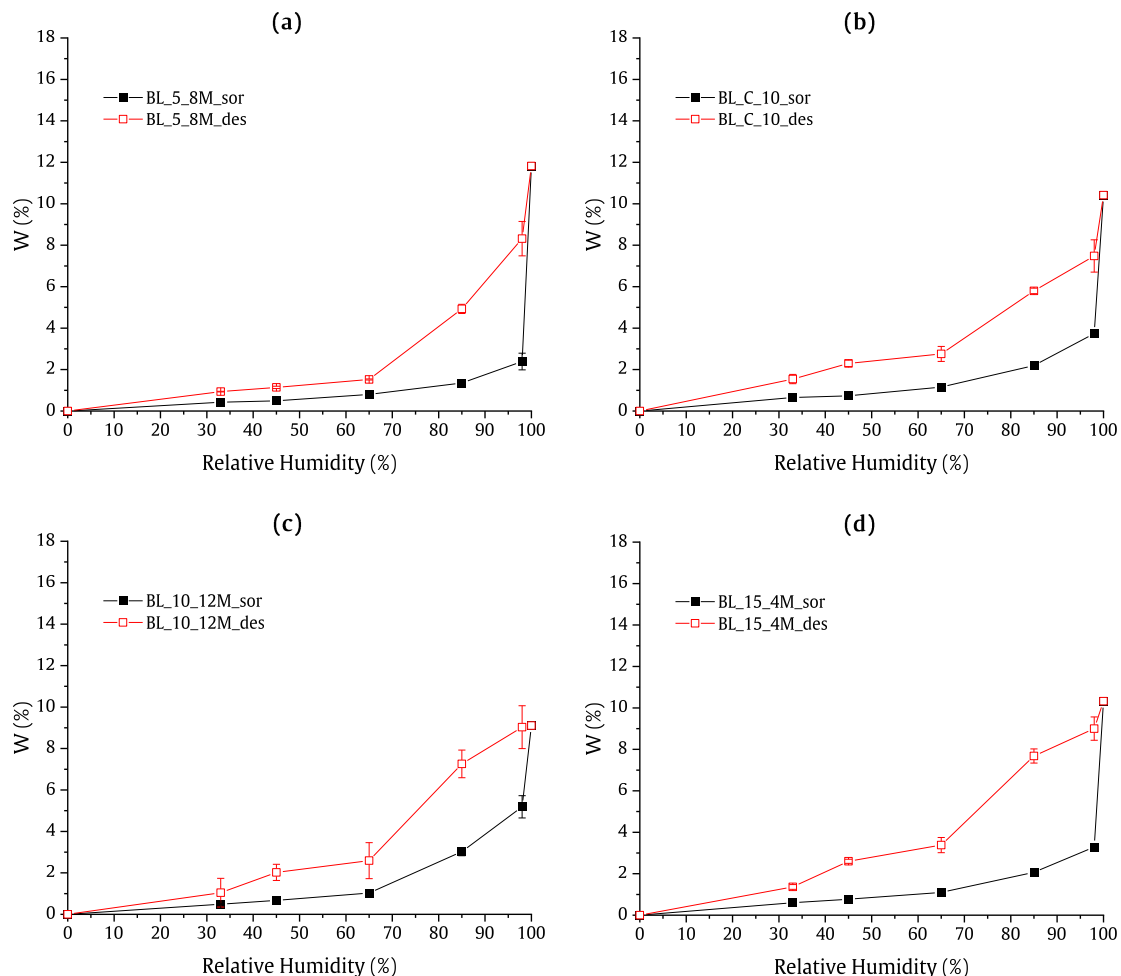 (a)
18
16
14
12
10
8
6
4
2
0
W (%)
BL_5_8M_sor
BL_5_8M_des
0 10 20 30 40 50 60 70 80 90 100
Relative Humidity (%)
(b)
18
16
14
12
10
8
6
4
2
0
W (%)
BL_C_10_sor
BL_C_10_des
0 10 20 30 40 50 60 70 80 90 100
Relative Humidity (%)
(c)
18
16
14
12
10
8
6
4
2
0
W (%)
BL_10_12M_sor
BL_10_12M_des
0 10 20 30 40 50 60 70 80 90 100
Relative Humidity (%)
(d)
18
16
14
12
10
8
6
4
2
0
W (%)
BL_15_4M_sor
BL_15_4M_des
0 10 20 30 40 50 60 70 80 90 100
Relative Humidity (%)